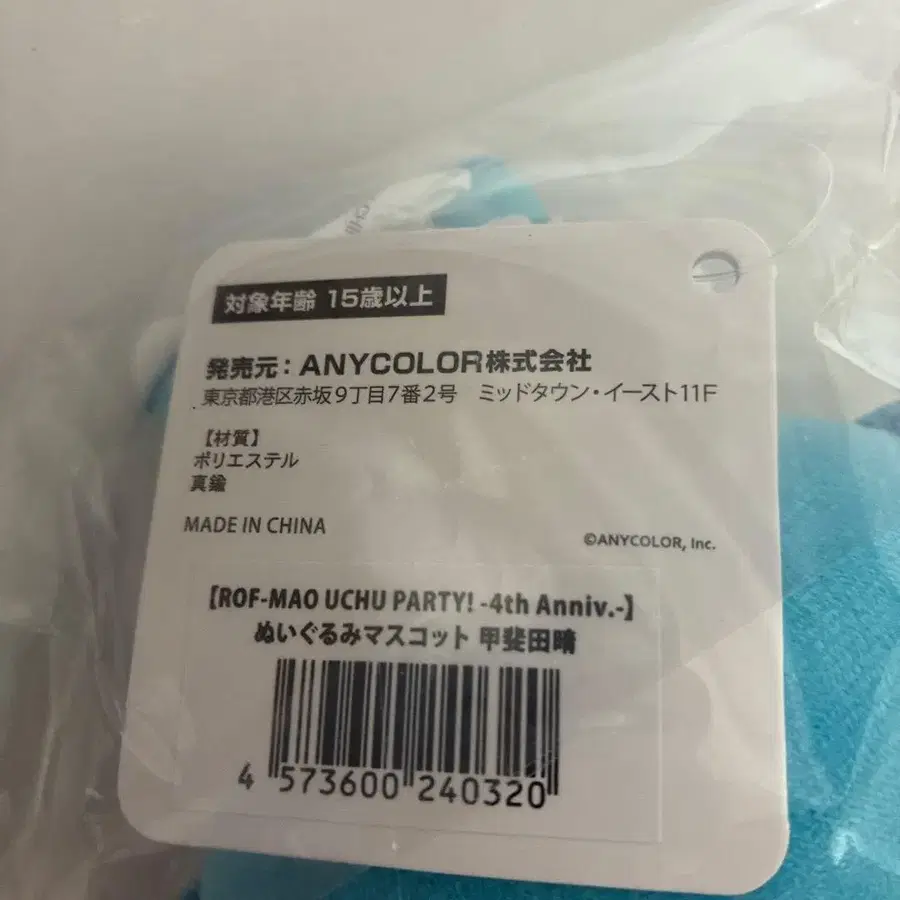 対象年齢 15歳以上
発売元：ANYCOLOR株式会社
東京都港区赤坂9丁目7番2号　ミッドタウン・イースト11F
【材質】
ポリエステル
真鍮
MADE IN CHINA
©ANYCOLOR, Inc.
【ROF-MAO UCHU PARTY! -4th Anniv.-】
ぬいぐるみマスコット 甲斐田晴
4 573600 240320